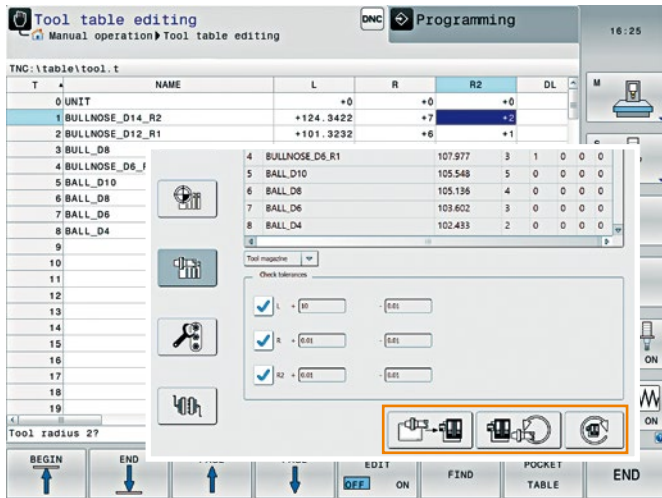 Tool table editing
DNC
Programming
Manual operation Tool table editing
16:25
TNC:\table\tool.t
T NAME L R R2 DL
M
0 UNIT +0 +0 +0
1 BULLNOSE_D14_R2 +124.3422 +7 +2
2 BULLNOSE_D12_R1 +101.3232 +6 +1
3 BULL_D8
4 BULLNOSE_D6_
5 BALL_D10
6 BALL_D8
7 BALL_D6
8 BALL_D4
9
10
11
12
13
14
15
16
17
18
19
4 BULLNOSE_D6_R1 107.977 3 1 0 0 0
5 BALL_D10 105.548 5 0 0 0 0
6 BALL_D8 105.136 4 0 0 0 0
7 BALL_D6 103.602 3 0 0 0 0
8 BALL_D4 102.433 2 0 0 0 0
Tool magazine
Check tolerances
L + 10 - 0.01
R + 0.01 - 0.01
R2 + 0.01 - 0.01
ON
ON
Tool radius 2?
BEGIN
END
EDIT
OFF ON
FIND
POCKET
TABLE
END